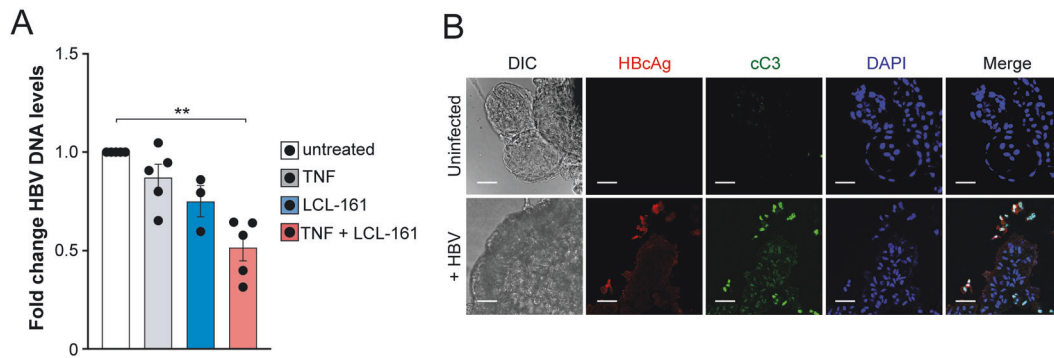 A
Fold change HBV DNA levels
1.5
1.0
0.5
0
**
untreated
TNF
LCL-161
TNF + LCL-161
B
DIC HBcAg cC3 DAPI Merge
Uninfected
+ HBV